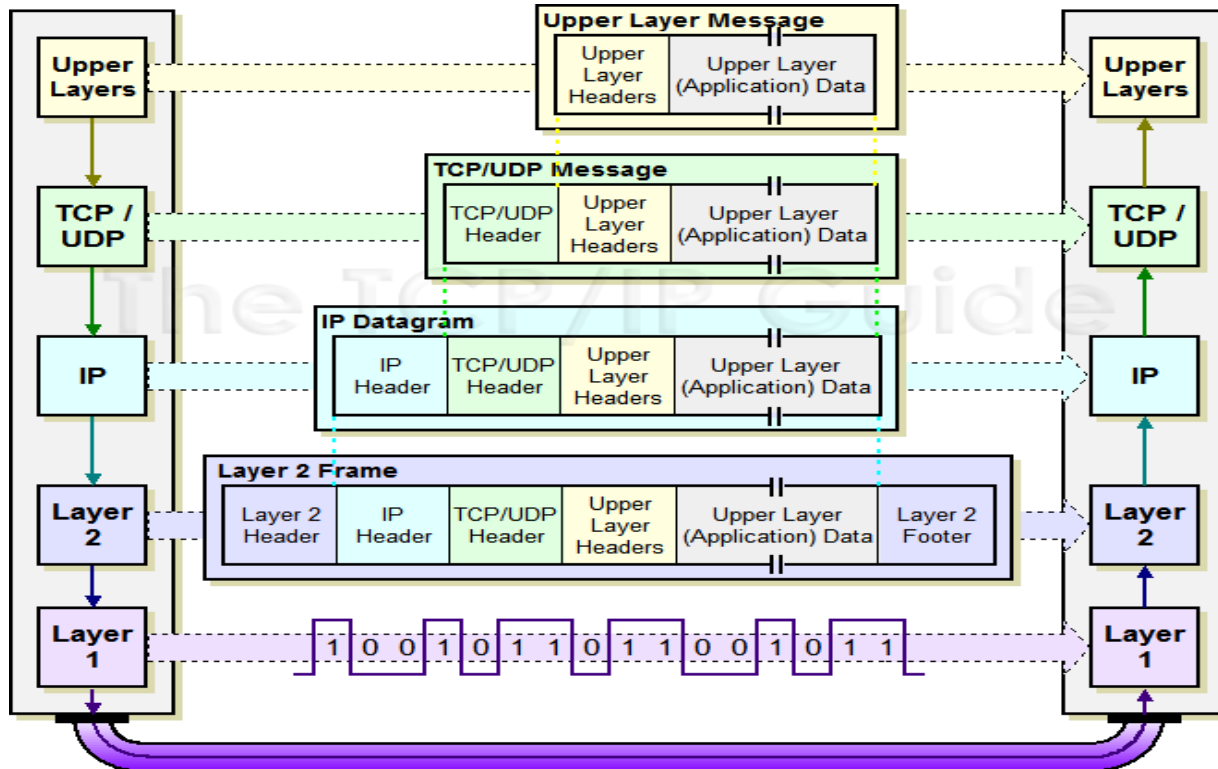 Upper Layer Message
Upper
Layers
Upper
Layer
Headers
Upper Layer
(Application) Data
Upper
Layers
TCP/UDP Message
TCP /
UDP
TCP/UDP
Header
Upper
Layer
Headers
Upper Layer
(Application) Data
TCP /
UDP
The TCP/IP Guide
IP Datagram
IP
IP
Header
TCP/UDP
Header
Upper
Layer
Headers
Upper Layer
(Application) Data
IP
Layer 2 Frame
Layer
2
Layer 2
Header
IP
Header
TCP/UDP
Header
Upper
Layer
Headers
Upper Layer
(Application) Data
Layer 2
Footer
Layer
2
Layer
1
1 0 0 1 0 1 1 0 1 1 0 0 1 0 1 1
Layer
1